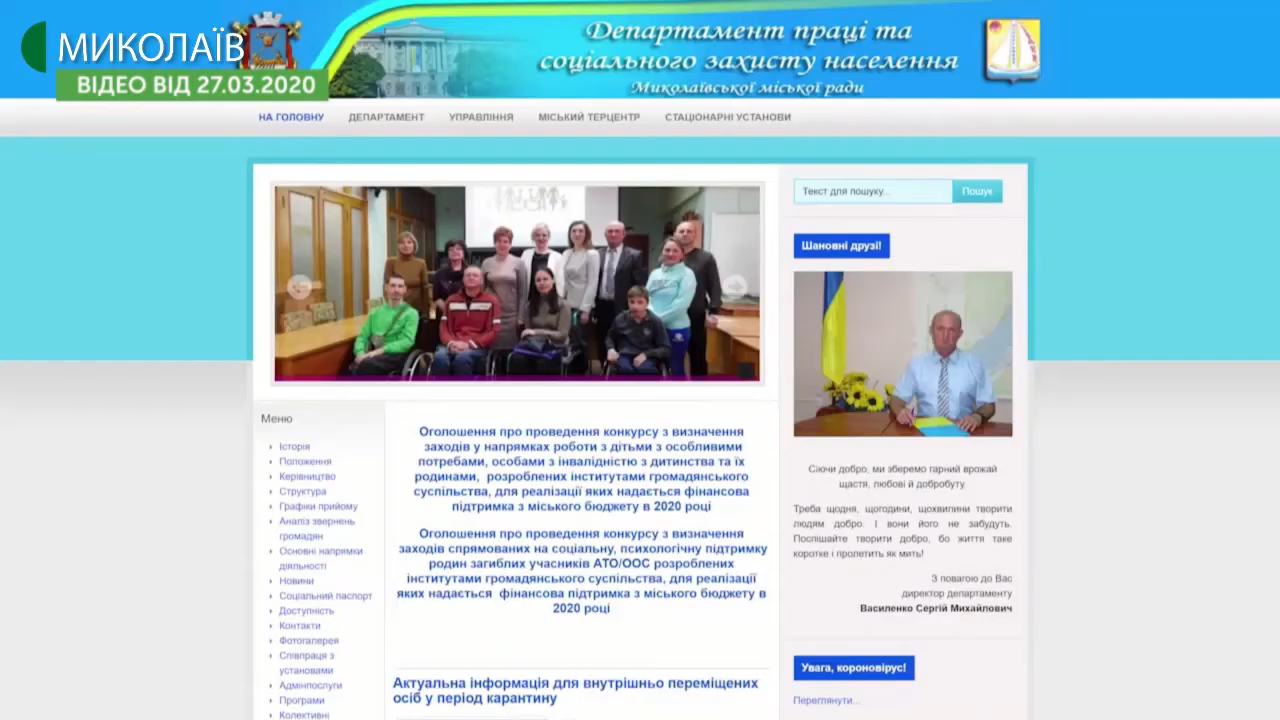 МИКОЛАЇВ
ВІДЕО ВІД 27.03.2020
Департамент праці та
соціального захисту населення
Миколаївської міської ради
НА ГОЛОВНУ ДЕПАРТАМЕНТ УПРАВЛІННЯ МІСЬКИЙ ТЕРЦЕНТР СТАЦІОНАРНІ УСТАНОВИ
Текст для пошуку... Пошук
Шановні друзі!
Сіючи добро, ми зберемо гарний врожай
щастя, любові й добробуту.
Треба щодня, щогодини, щохвилини творити
людям добро. І вони його не забудуть.
Поспішайте творити добро, бо життя таке
коротке і пролетить як мить!
З повагою до Вас
директор департаменту
Василенко Сергій Михайлович
Увага, короновірус!
Переглянути...
Меню
Історія
Положення
Керівництво
Структура
Графіки прийому
Аналіз звернень
громадян
Основні напрямки
діяльності
Новини
Соціальний паспорт
Доступність
Контакти
Фотогалерея
Співпраця з
установами
Адмінпослуги
Програми
Колективні
Оголошення про проведення конкурсу з визначення
заходів у напрямках роботи з дітьми з особливими
потребами, особами з інвалідністю з дитинства та їх
родинами, розроблених інститутами громадянського
суспільства, для реалізації яких надається фінансова
підтримка з міського бюджету в 2020 році
Оголошення про проведення конкурсу з визначення
заходів спрямованих на соціальну, психологічну підтримку
родин загиблих учасників АТО/ООС розроблених
інститутами громадянського суспільства, для реалізації
яких надається фінансова підтримка з міського бюджету в
2020 році
Актуальна інформація для внутрішньо переміщених
осіб у період карантину